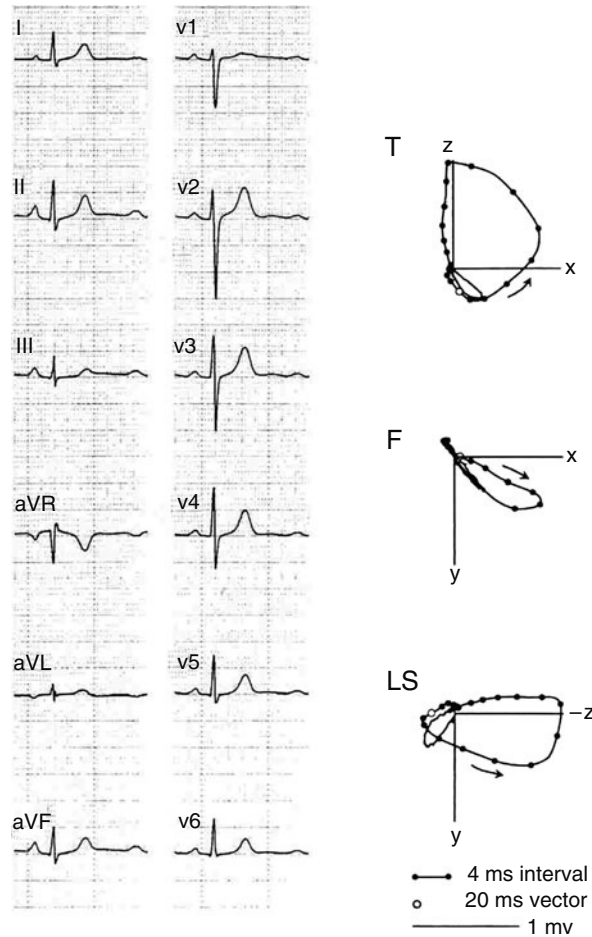 I
v1
II
v2
III
v3
aVR
v4
aVL
v5
aVF
v6
T
z
x
F
x
y
LS
–z
y
4 ms interval
20 ms vector
1 mv